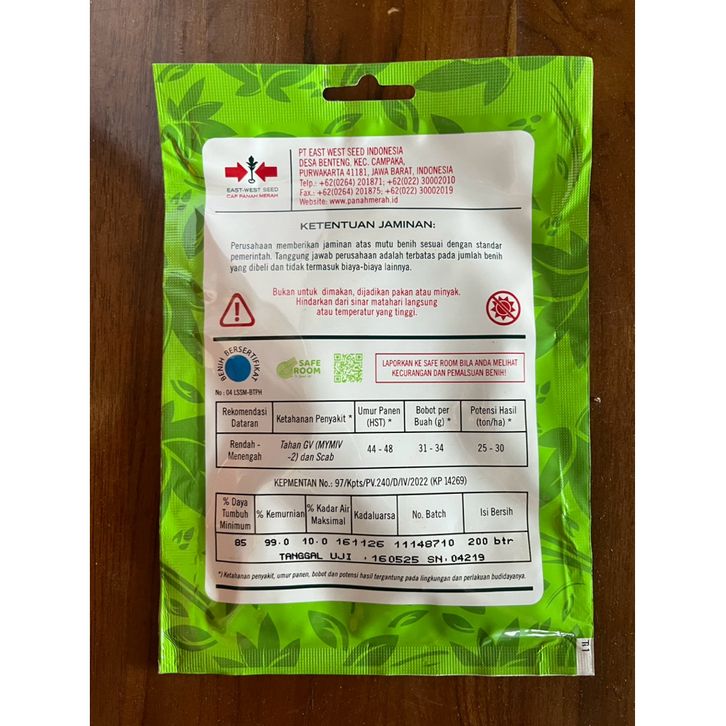 PT EAST WEST SEED INDONESIA
DESA BENTENG, KEC. CAMPAKA,
PURWAKARTA 41181, JAWA BARAT, INDONESIA
Telp.: +62(0264) 201871; +62(022) 30002010
Fax.: +62(0264) 201875; +62(022) 30002019
Website: www.panahmerah.id
EAST-WEST SEED
CAP PANAH MERAH
KETENTUAN JAMINAN:
Perusahaan memberikan jaminan atas mutu benih sesuai dengan standar
pemerintah. Tanggung jawab perusahaan adalah terbatas pada jumlah benih
yang dibeli dan tidak termasuk biaya-biaya lainnya.
Bukan untuk dimakan, dijadikan pakan atau minyak.
Hindarkan dari sinar matahari langsung
atau temperatur yang tinggi.
BENIH BERSERTIFIKAT
No : 04 LSSM-BTPH
SAFE
ROOM
LAPORKAN KE SAFE ROOM BILA ANDA MELIHAT
KECURANGAN DAN PEMALSUAN BENIH!
Rekomendasi Dataran Ketahanan Penyakit * Umur Panen (HST) * Bobot per Buah (g) * Potensi Hasil (ton/ha) *
Rendah - Menengah Tahan GV (MYMIV -2) dan Scab 44 - 48 31 - 34 25 - 30
KEPMENTAN No.: 97/Kpts/PV.240/D/IV/2022 (KP 14269)
% Daya Tumbuh Minimum % Kemurnian % Kadar Air Maksimal Kadaluarsa No. Batch Isi Bersih
85 99.0 10.0 161126 11148710 200 btr
TANGGAL UJI . 160525 SN.04219
*) Ketahanan penyakit, umur panen, bobot dan potensi hasil tergantung pada lingkungan dan perlakuan budidayanya.